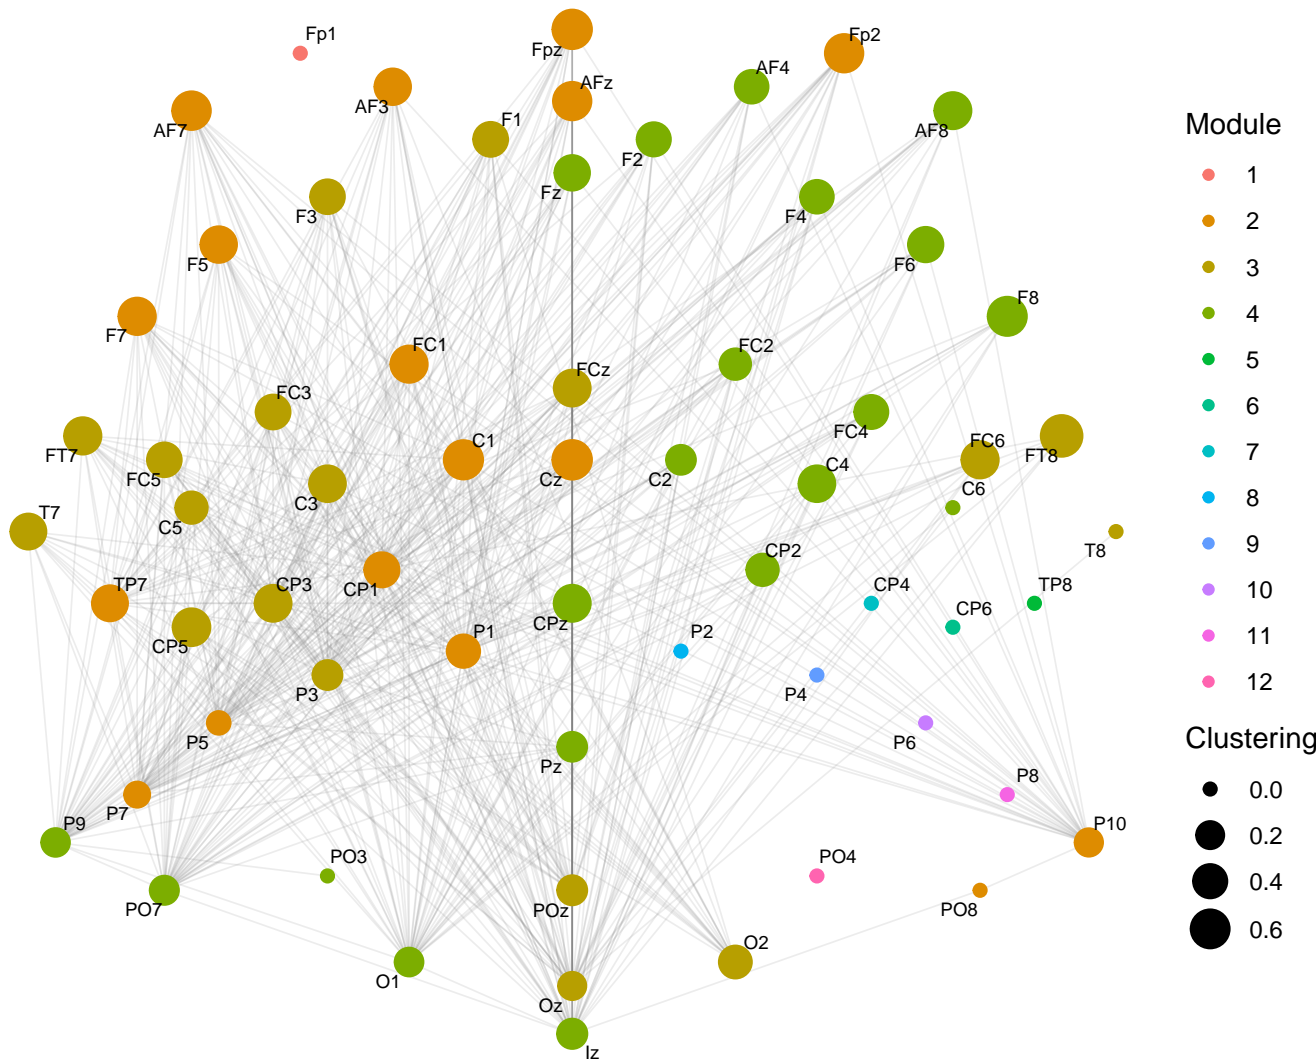 Fp1
Fpz
Fp2
AF7
AF3
AFz
AF4
AF8
F1
F2
F3
Fz
F4
F5
F6
F7
F8
FC1
FCz
FC2
FC3
FC4
FT7
FC5
C1
Cz
C2
C4
FC6
FT8
C3
C5
C6
T7
T8
TP7
CP3
CP1
CP2
CP4
TP8
CP5
CPz
CP6
P1
P2
P3
P4
P5
P6
Pz
P7
P8
P9
P10
PO3
PO4
PO7
POz
PO8
O1
O2
Oz
Iz
Module
1
2
3
4
5
6
7
8
9
10
11
12
Clustering
0.0
0.2
0.4
0.6